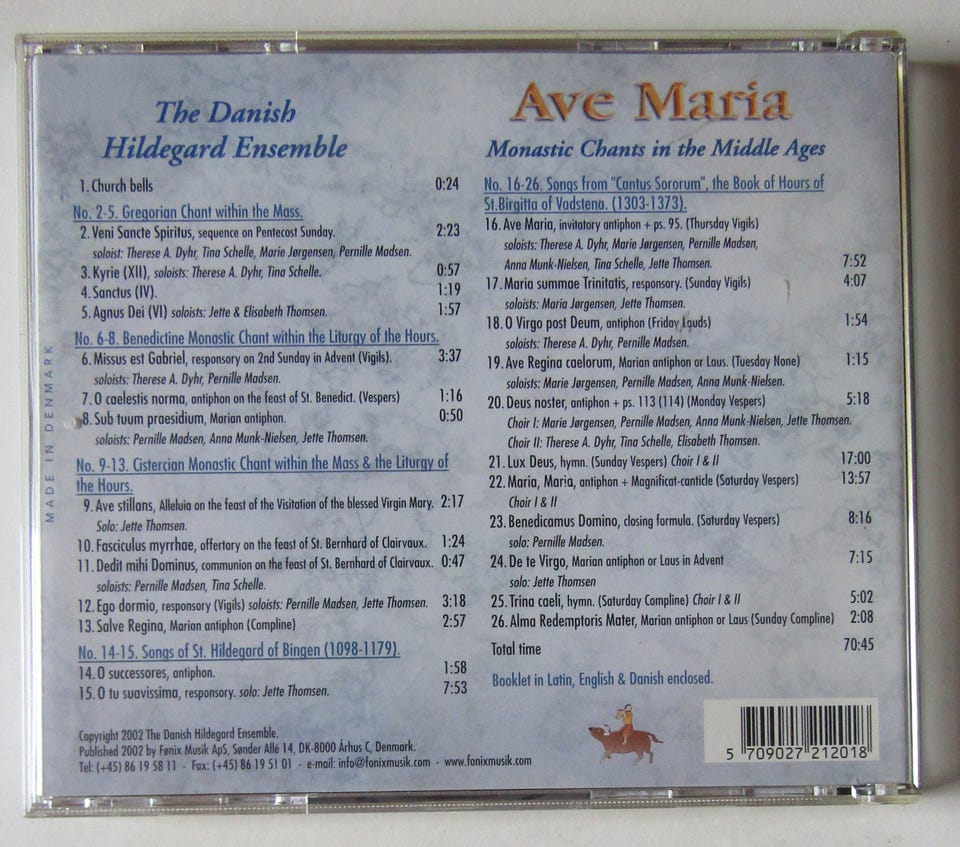 The Danish
Hildegard Ensemble
1. Church bells 0:24
No. 2-5. Gregorian Chant within the Mass.
2. Veni Sancte Spiritus, sequence on Pentecost Sunday. 2:23
soloist: Therese A. Dyhr, Tina Schelle, Marie Jørgensen, Pernille Madsen.
3. Kyrie (XII), soloists: Therese A. Dyhr, Tina Schelle. 0:57
4. Sanctus (IV). 1:19
5. Agnus Dei (VI) soloists: Jette & Elisabeth Thomsen. 1:57
No. 6-8. Benedictine Monastic Chant within the Liturgy of the Hours.
6. Missus est Gabriel, responsory on 2nd Sunday in Advent (Vigils). 3:37
soloists: Therese A. Dyhr, Pernille Madsen.
7. O caelestis norma, antiphon on the feast of St. Benedict. (Vespers) 1:16
8. Sub tuum praesidium, Marian antiphon. 0:50
soloists: Pernille Madsen, Anna Munk-Nielsen, Jette Thomsen.
No. 9-13. Cistercian Monastic Chant within the Mass & the Liturgy of
the Hours.
9. Ave stillans, Alleluia on the feast of the Visitation of the blessed Virgin Mary. 2:17
Solo: Jette Thomsen.
10. Fasciculus myrrhae, offertory on the feast of St. Bernhard of Clairvaux. 1:24
11. Dedit mihi Dominus, communion on the feast of St. Bernhard of Clairvaux. 0:47
soloists: Pernille Madsen, Tina Schelle.
12. Ego dormio, responsory (Vigils) soloists: Pernille Madsen, Jette Thomsen. 3:18
13. Salve Regina, Marian antiphon (Compline) 2:57
No. 14-15. Songs of St. Hildegard of Bingen (1098-1179).
14. O successores, antiphon. 1:58
15. O tu suavissima, responsory. solo: Jette Thomsen. 7:53
Copyright 2002 The Danish Hildegard Ensemble.
Published 2002 by Fønix Musik ApS, Sønder Allé 14, DK-8000 Århus C, Denmark.
Tel: (+45) 86 19 58 11 - Fax: (+45) 86 19 51 01 - e-mail: info@fonixmusik.com - www.fonixmusik.com
MADE IN DENMARK
Ave Maria
Monastic Chants in the Middle Ages
No. 16-26. Songs from "Cantus Sororum", the Book of Hours of
St.Birgitta of Vadstena. (1303-1373).
16. Ave Maria, invitatory antiphon + ps. 95. (Thursday Vigils)
soloists: Therese A. Dyhr, Marie Jørgensen, Pernille Madsen,
Anna Munk-Nielsen, Tina Schelle, Jette Thomsen. 7:52
17. Maria summae Trinitatis, responsory. (Sunday Vigils) 4:07
soloists: Maria Jørgensen, Jette Thomsen.
18. O Virgo post Deum, antiphon (Friday Lauds) 1:54
soloists: Therese A. Dyhr, Pernille Madsen.
19. Ave Regina caelorum, Marian antiphon or Laus. (Tuesday None) 1:15
soloists: Marie Jørgensen, Pernille Madsen, Anna Munk-Nielsen.
20. Deus noster, antiphon + ps. 113 (114) (Monday Vespers) 5:18
Choir I: Marie Jørgensen, Pernille Madsen, Anna Munk-Nielsen, Jette Thomsen.
Choir II: Therese A. Dyhr, Tina Schelle, Elisabeth Thomsen.
21. Lux Deus, hymn. (Sunday Vespers) Choir I & II 17:00
22. Maria, Maria, antiphon + Magnificat-canticle (Saturday Vespers) 13:57
Choir I & II
23. Benedicamus Domino, closing formula. (Saturday Vespers) 8:16
solo: Pernille Madsen.
24. De te Virgo, Marian antiphon or Laus in Advent 7:15
solo: Jette Thomsen
25. Trina caeli, hymn. (Saturday Compline) Choir I & II 5:02
26. Alma Redemptoris Mater, Marian antiphon or Laus (Sunday Compline) 2:08
Total time 70:45
Booklet in Latin, English & Danish enclosed.
5 709027 212018